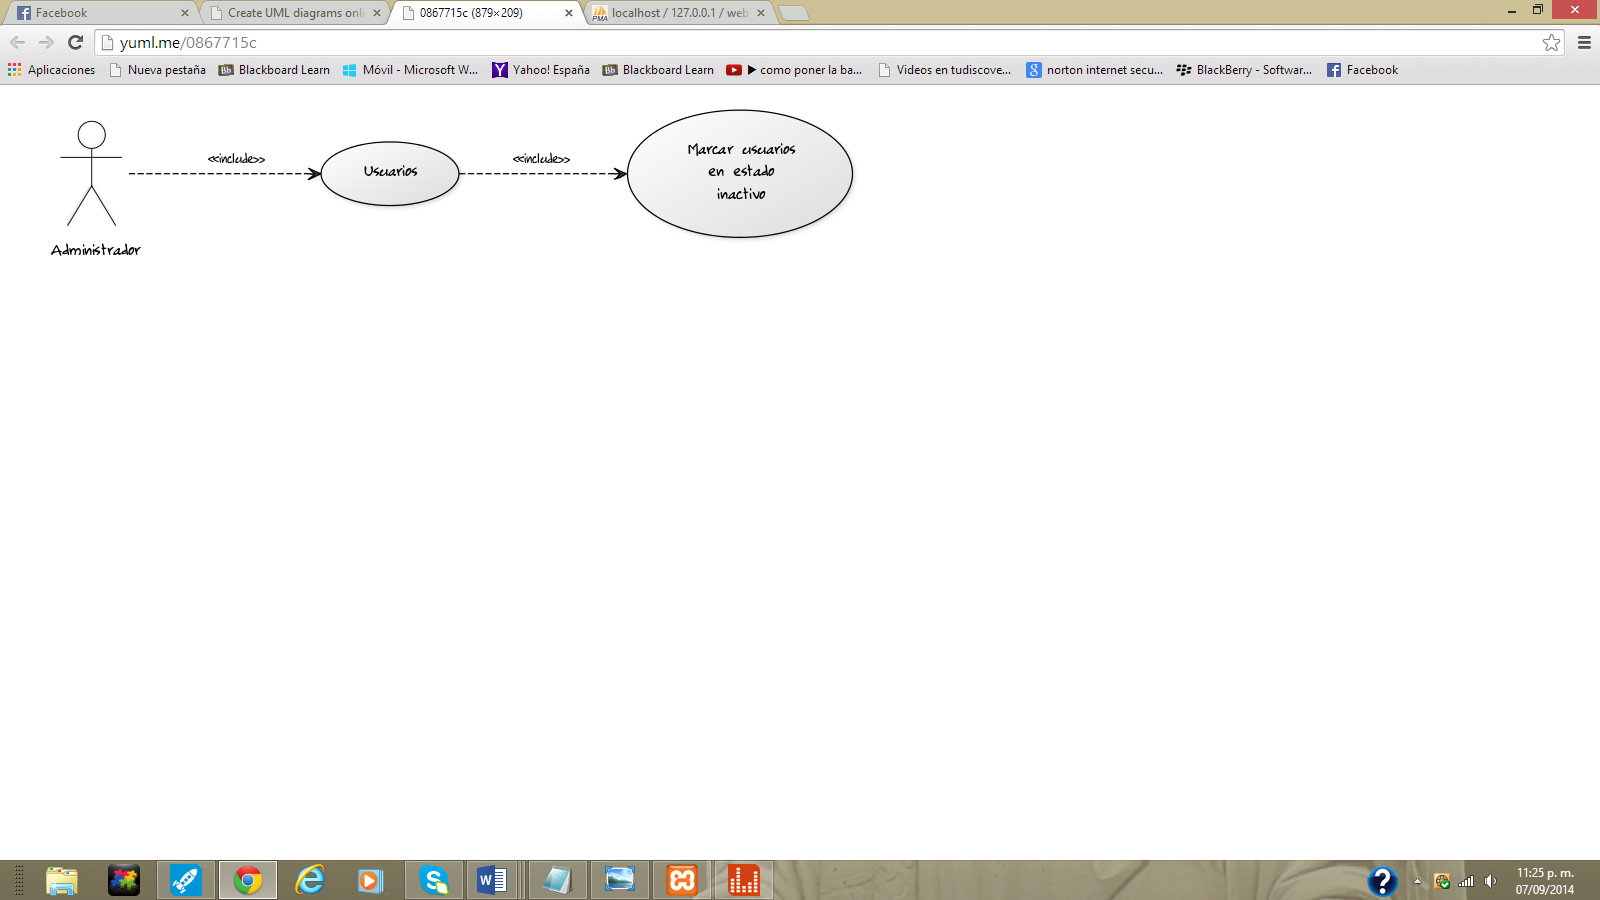 Facebook
Create UML diagrams onli
0867715c (879×209)
localhost / 127.0.0.1 / web
yuml.me/0867715c
Aplicaciones
Nueva pestaña
Bb Blackboard Learn
Móvil - Microsoft W...
Y Yahoo! España
Bb Blackboard Learn
▶ como poner la ba...
Videos en tudiscove...
norton internet secu...
BlackBerry - Softwar...
Facebook
<<include>>
<<include>>
Usuarios
Marcar usuarios
en estado
inactivo
Administrador
11:25 p. m.
07/09/2014